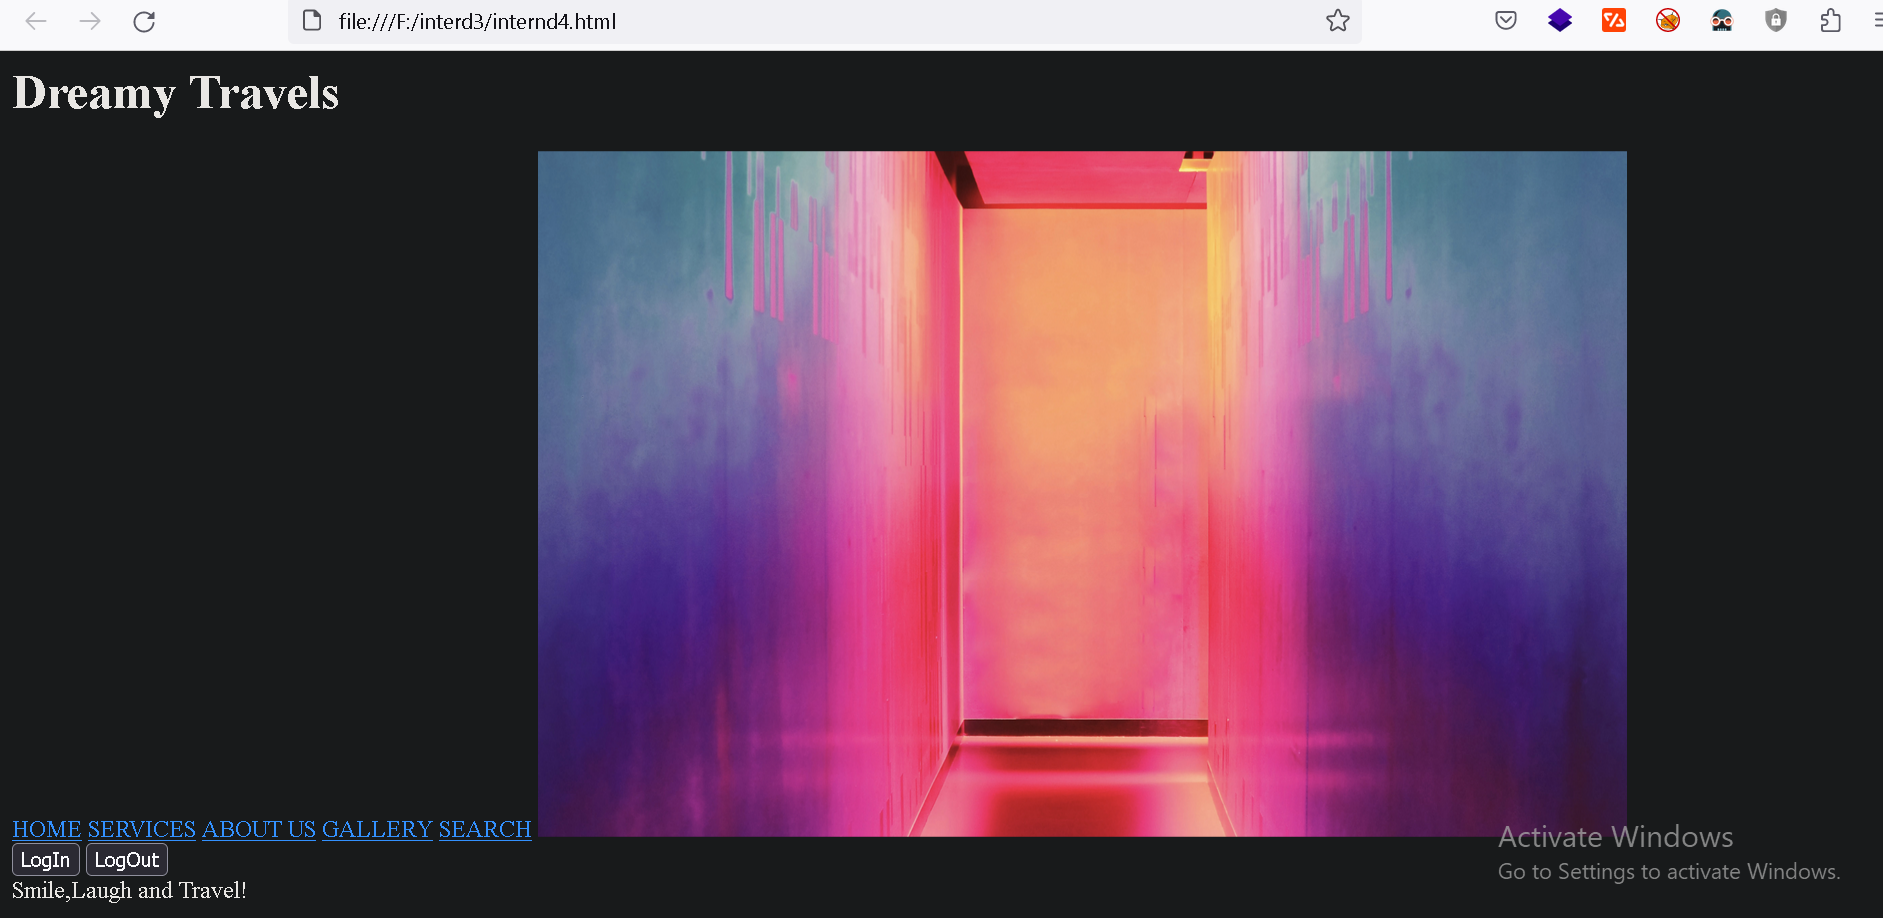 file:///F:/interd3/internd4.html
Dreamy Travels
HOME SERVICES ABOUT US GALLERY SEARCH
LogIn LogOut
Smile,Laugh and Travel!
Activate Windows
Go to Settings to activate Windows.